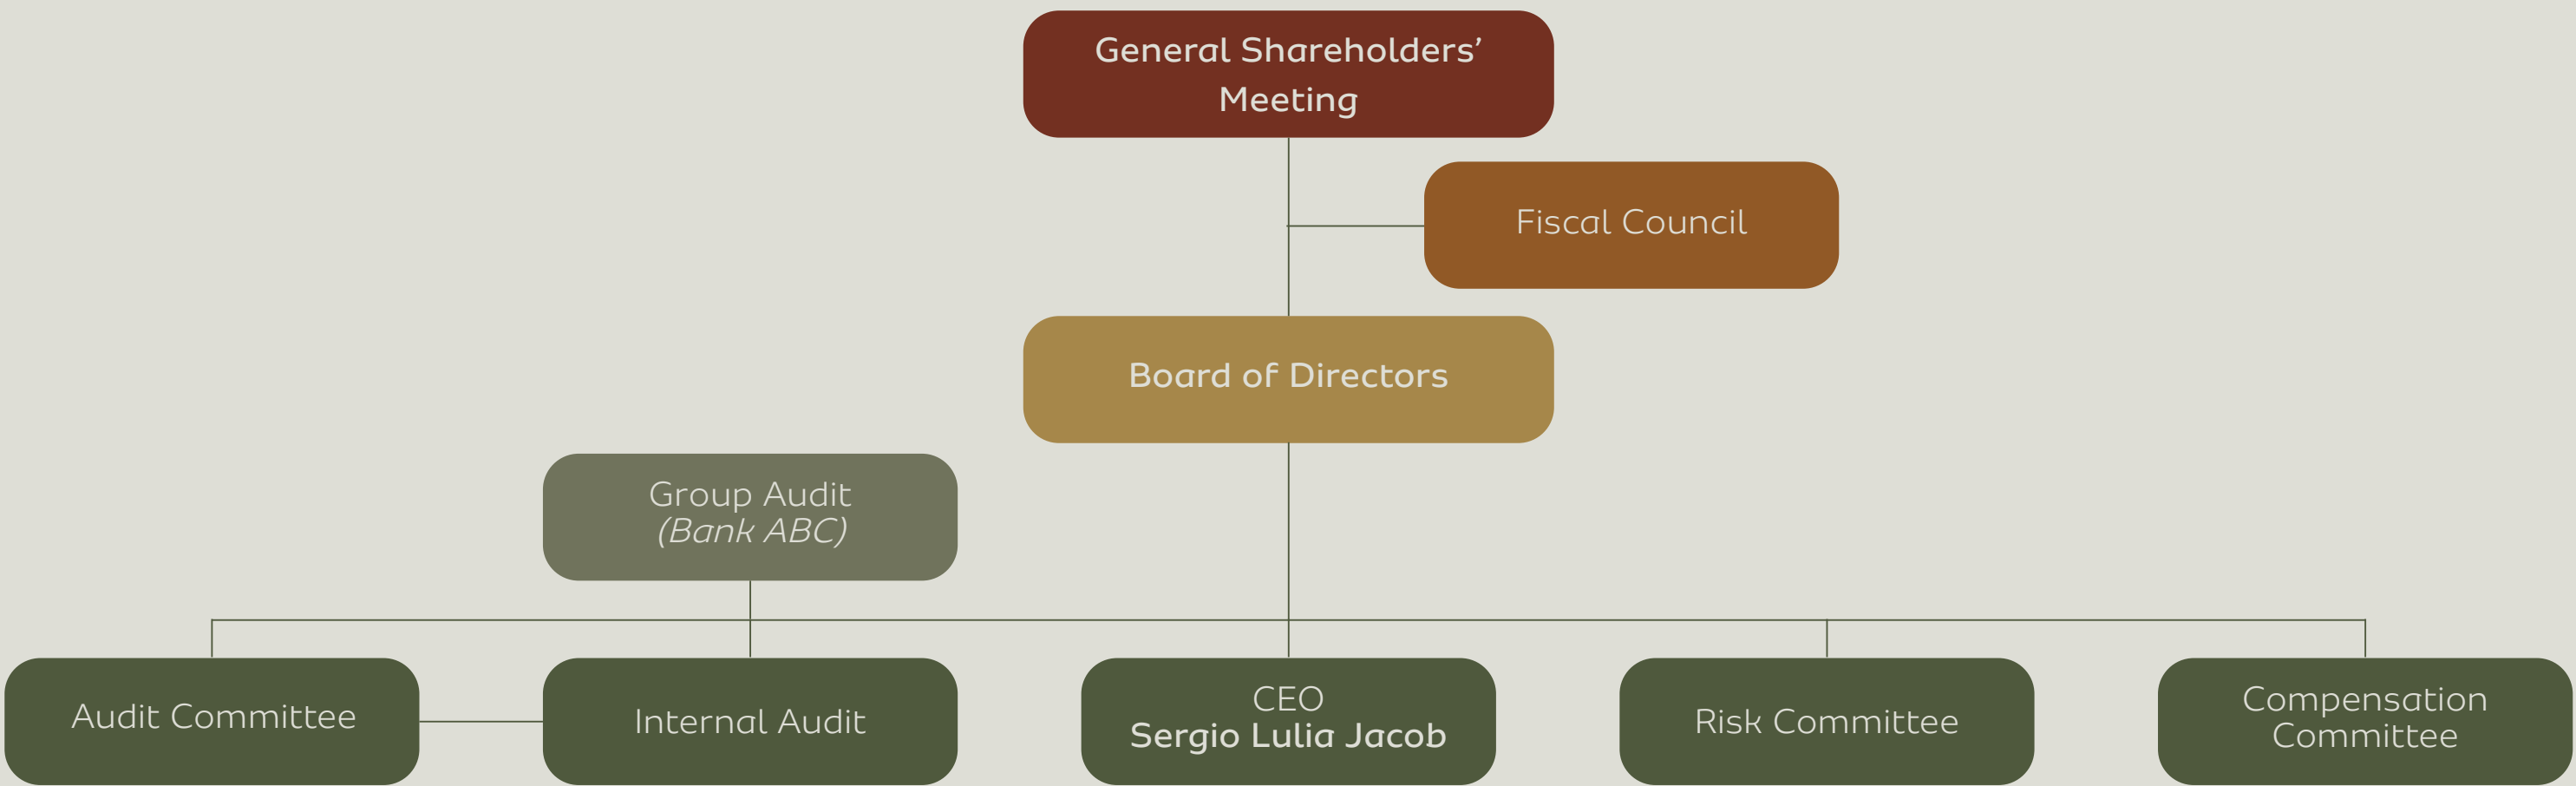 General Shareholders’
Meeting
Fiscal Council
Board of Directors
Group Audit
(Bank ABC)
Audit Committee
Internal Audit
CEO
Sergio Lulia Jacob
Risk Committee
Compensation
Committee